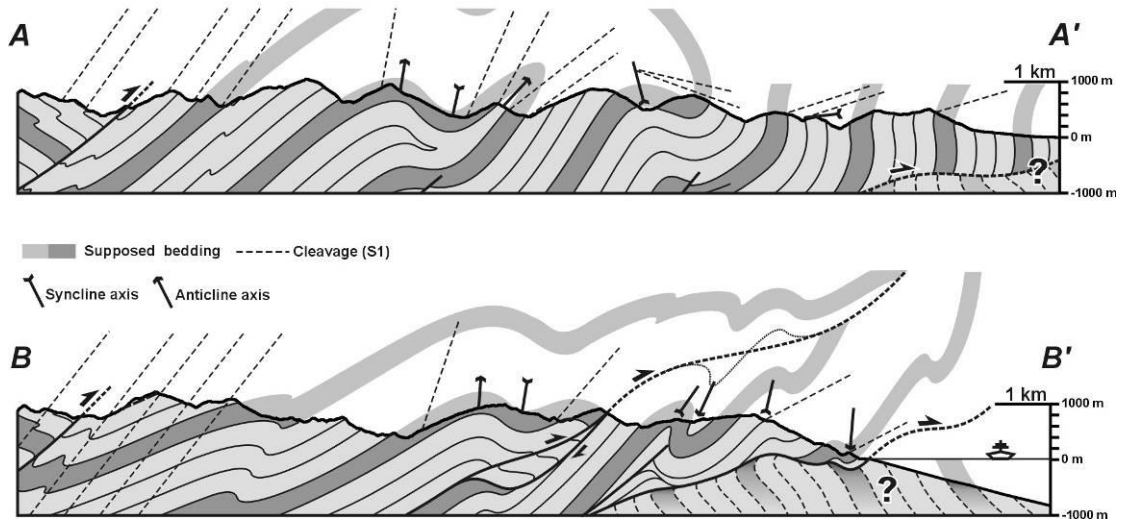 A
A'
1 km
1000 m
0 m
?
-1000 m
Supposed bedding
Cleavage (S1)
Syncline axis
Anticline axis
B
B'
1 km
1000 m
0 m
?
-1000 m